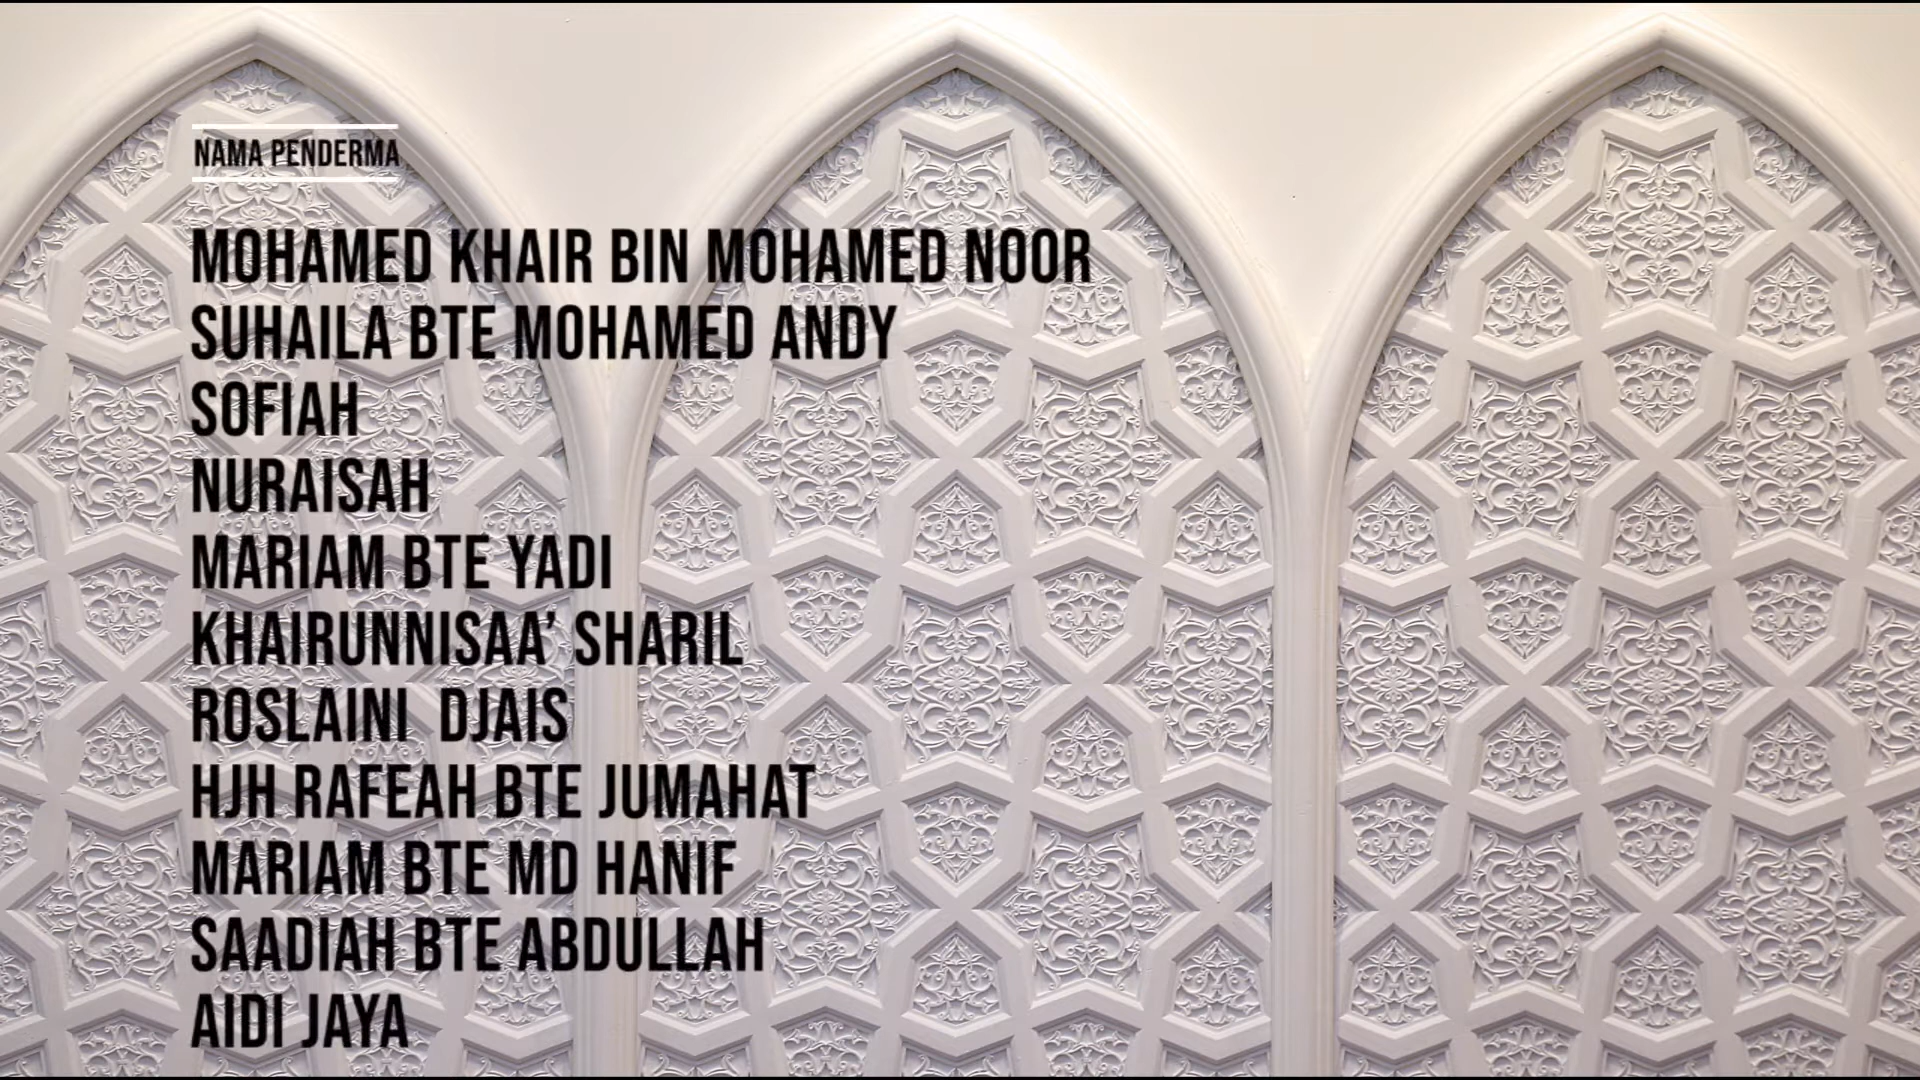 NAMA PENDERMA
MOHAMED KHAIR BIN MOHAMED NOOR
SUHAILA BTE MOHAMED ANDY
SOFIAH
NURAISAH
MARIAM BTE YADI
KHAIRUNNISAA’ SHARIL
ROSLAINI  DJAIS
HJH RAFEAH BTE JUMAHAT
MARIAM BTE MD HANIF
SAADIAH BTE ABDULLAH
AIDI JAYA